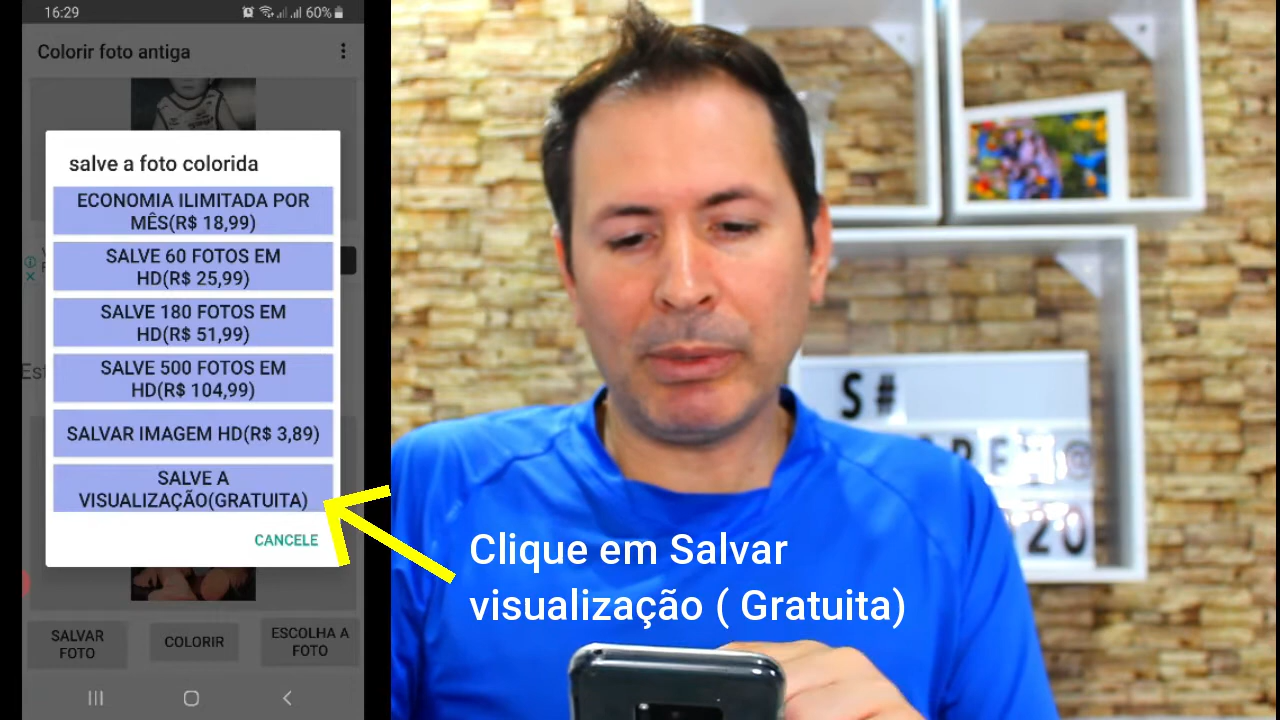 16:29
60%
Colorir foto antiga
salve a foto colorida
ECONOMIA ILIMITADA POR
MÊS(R$ 18,99)
SALVE 60 FOTOS EM
HD(R$ 25,99)
SALVE 180 FOTOS EM
HD(R$ 51,99)
SALVE 500 FOTOS EM
HD(R$ 104,99)
SALVAR IMAGEM HD(R$ 3,89)
SALVE A
VISUALIZAÇÃO(GRATUITA)
CANCELE
SALVAR
FOTO
COLORIR
ESCOLHA A
FOTO
S#
20
Clique em Salvar
visualização ( Gratuita)